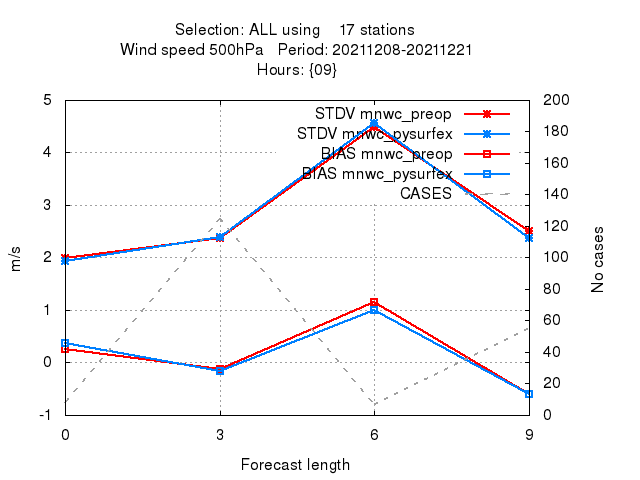 Selection: ALL using 17 stations
Wind speed 500hPa Period: 20211208-20211221
Hours: {09}
STDV mnwc_preop
STDV mnwc_pysurfex
BIAS mnwc_preop
BIAS mnwc_pysurfex
CASES
5
4
3
2
1
0
-1
m/s
200
180
160
140
120
100
80
60
40
20
0
No cases
0 3 6 9
Forecast length